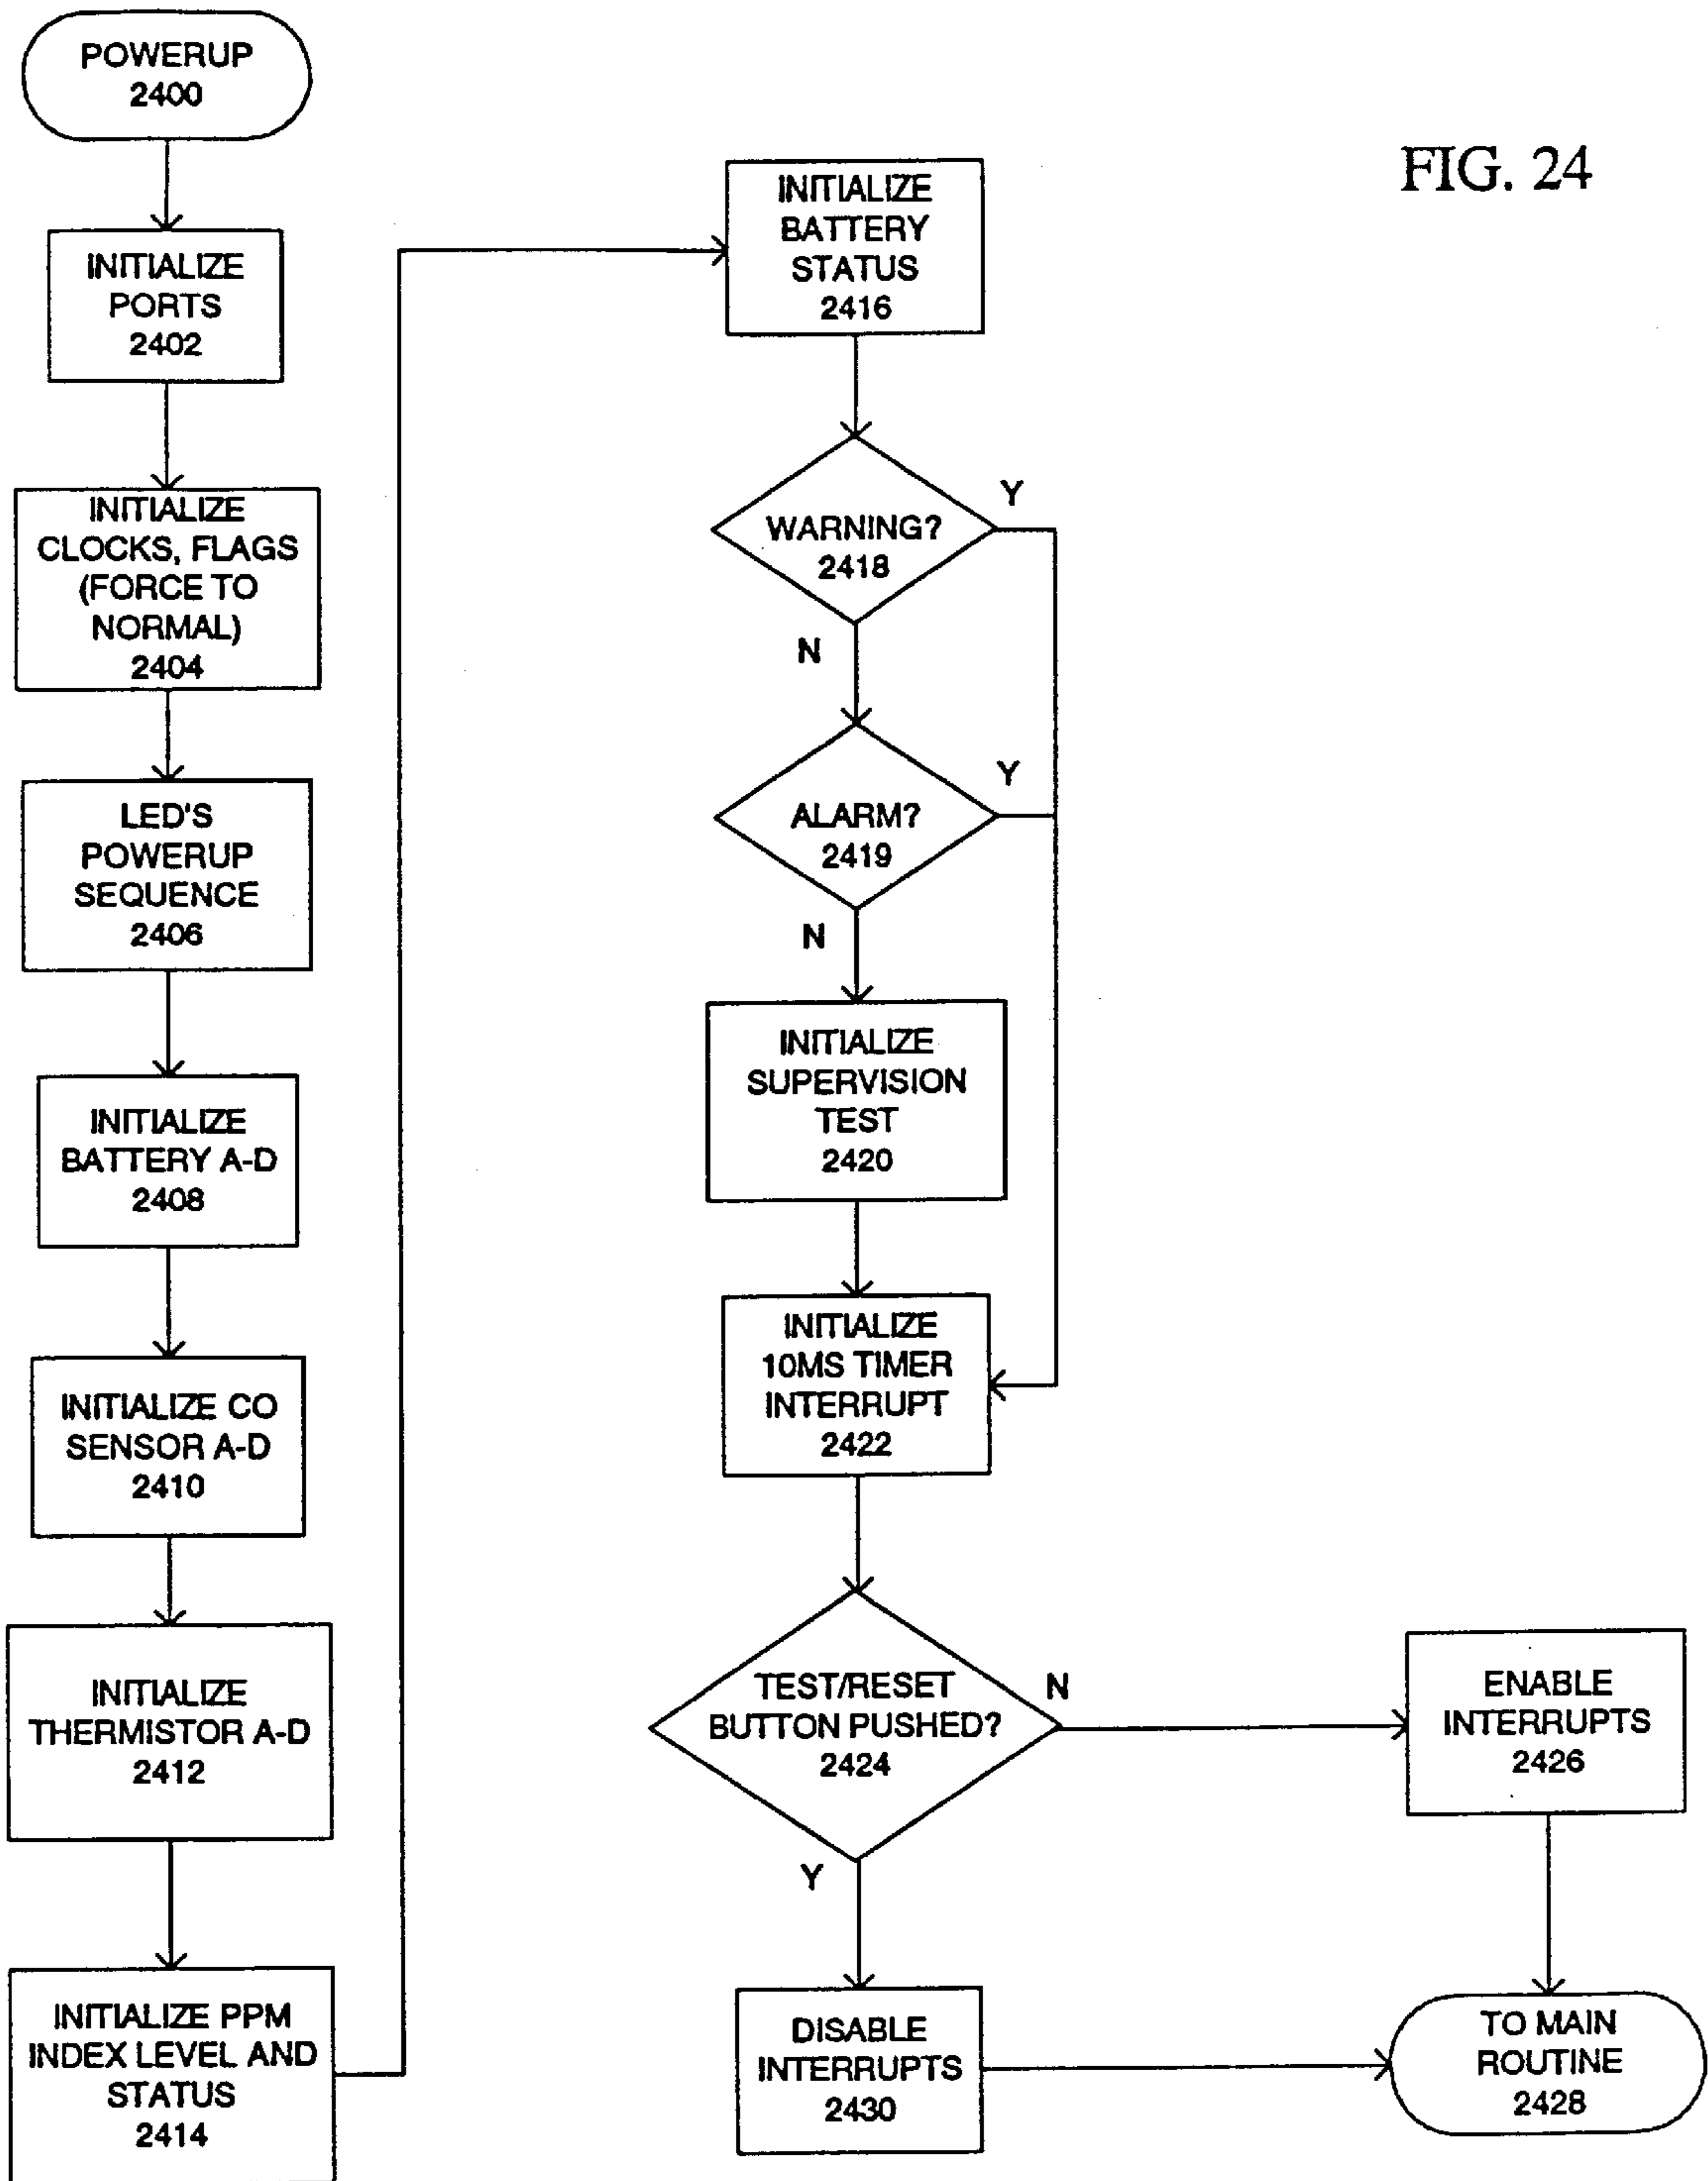 POWERUP
2400
INITIALIZE
PORTS
2402
INITIALIZE
CLOCKS, FLAGS
(FORCE TO
NORMAL)
2404
LED'S
POWERUP
SEQUENCE
2406
INITIALIZE
BATTERY A-D
2408
INITIALIZE CO
SENSOR A-D
2410
INITIALIZE
THERMISTOR A-D
2412
INITIALIZE PPM
INDEX LEVEL AND
STATUS
2414
INITIALIZE
BATTERY
STATUS
2416
WARNING?
2418
Y
N
ALARM?
2419
Y
N
INITIALIZE
SUPERVISION
TEST
2420
INITIALIZE
10MS TIMER
INTERRUPT
2422
TEST/RESET
BUTTON PUSHED?
2424
N
Y
DISABLE
INTERRUPTS
2430
FIG. 24
ENABLE
INTERRUPTS
2426
TO MAIN
ROUTINE
2428